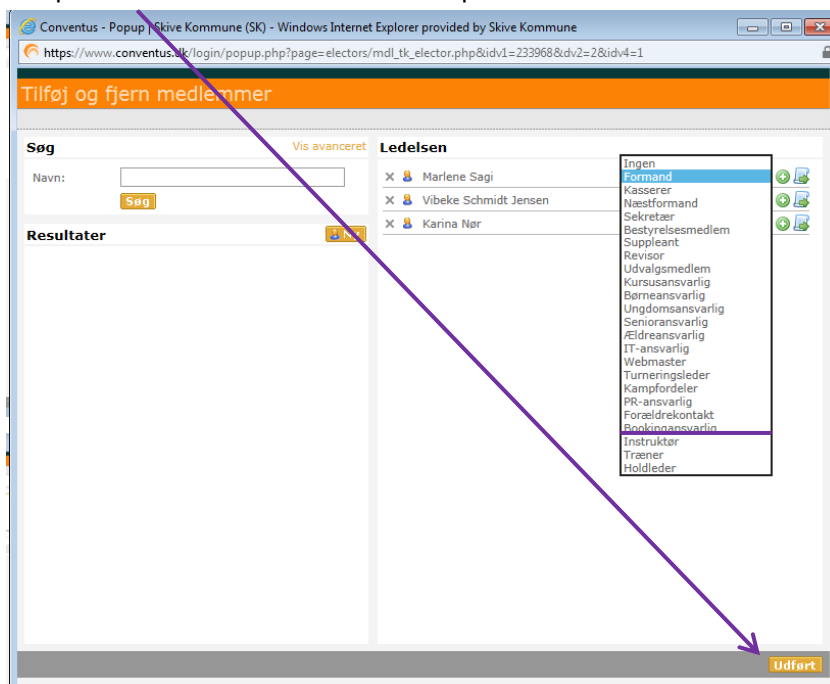 Conventus - Popup | Skive Kommune (SK) - Windows Internet Explorer provided by Skive Kommune
https://www.conventus.dk/login/popup.php?page=electors/mdl_tk_elector.php&idv1=233968&dv2=2&idv4=1
Tilføj og fjern medlemmer
Søg
Vis avanceret
Navn:
Søg
Resultater
Ledelsen
Marlene Sagi
Vibeke Schmidt Jensen
Karina Nør
Ingen
Formand
Kasserer
Næstformand
Sekretær
Bestyrelsesmedlem
Suppleant
Revisor
Udvalgsmedlem
Kursusansvarlig
Børneansvarlig
Ungdomsansvarlig
Senioransvarlig
Ældreansvarlig
IT-ansvarlig
Webmaster
Turneringsleder
Kampfordeler
PR-ansvarlig
Forældrekontakt
Bookingansvarlig
Instruktør
Træner
Holdleder
Udført